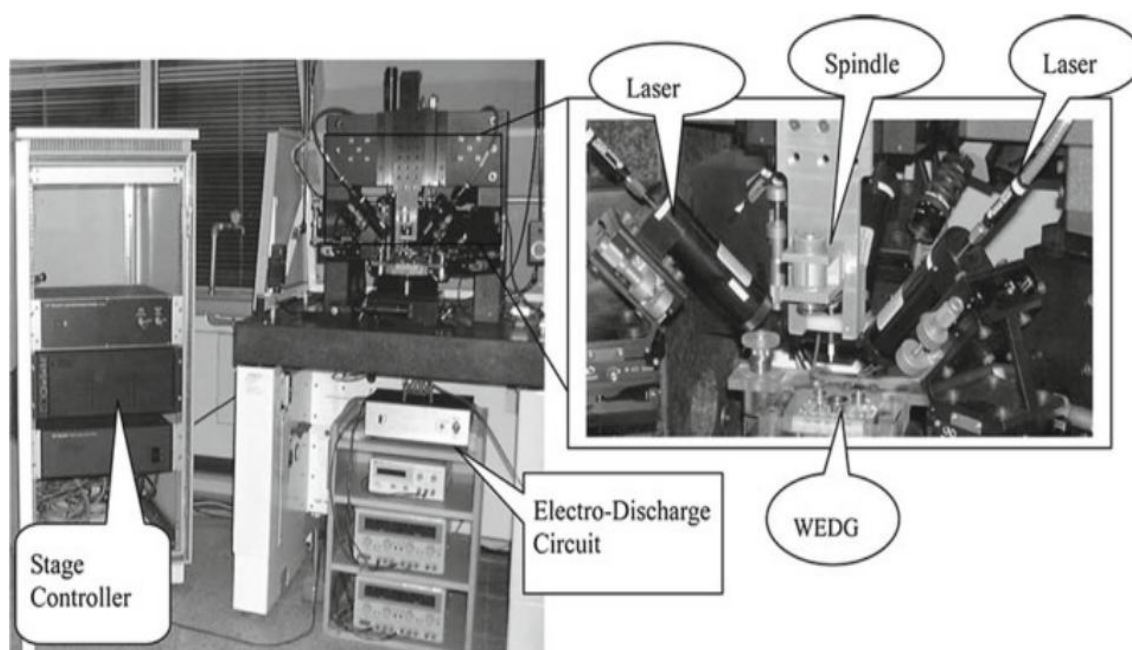 Laser
Spindle
Laser
Electro-Discharge
Circuit
WEDG
Stage
Controller